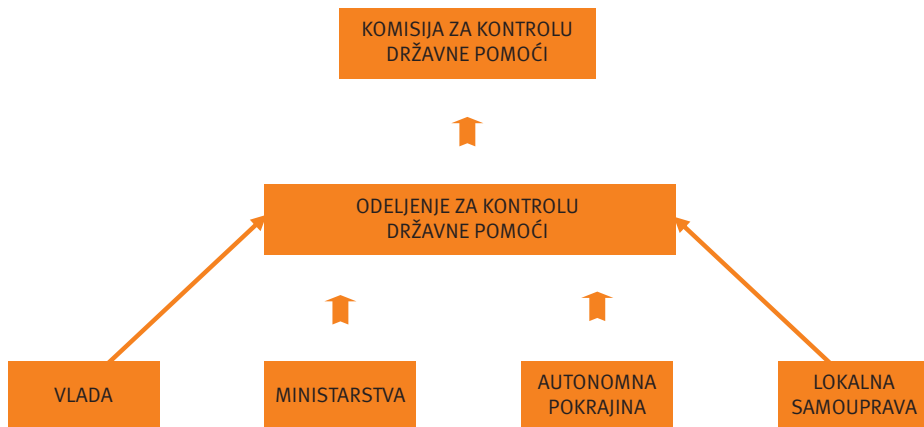 KOMISIJA ZA KONTROLU
DRŽAVNE POMOĆI
ODELJENJE ZA KONTROLU
DRŽAVNE POMOĆI
VLADA
MINISTARSTVA
AUTONOMNA
POKRAJINA
LOKALNA
SAMOUPRAVA